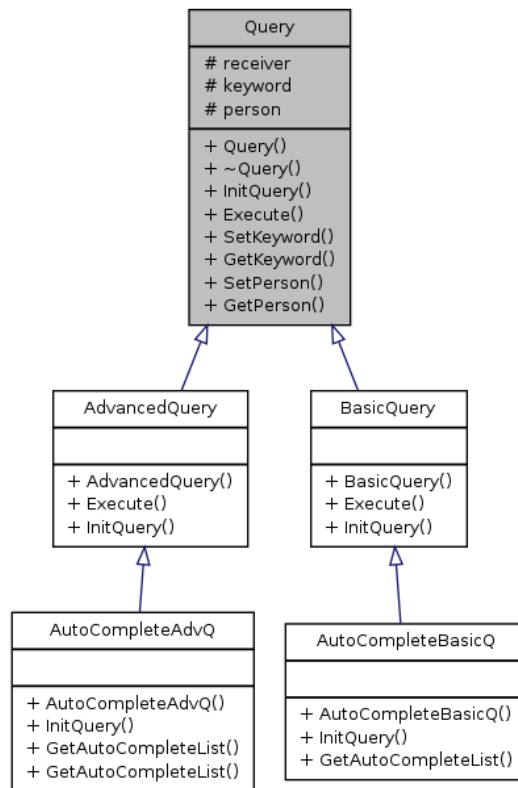 Query
# receiver
# keyword
# person
+ Query()
+ ~Query()
+ InitQuery()
+ Execute()
+ SetKeyword()
+ GetKeyword()
+ SetPerson()
+ GetPerson()
AdvancedQuery
+ AdvancedQuery()
+ Execute()
+ InitQuery()
BasicQuery
+ BasicQuery()
+ Execute()
+ InitQuery()
AutoCompleteAdvQ
+ AutoCompleteAdvQ()
+ InitQuery()
+ GetAutoCompleteList()
+ GetAutoCompleteList()
AutoCompleteBasicQ
+ AutoCompleteBasicQ()
+ InitQuery()
+ GetAutoCompleteList()